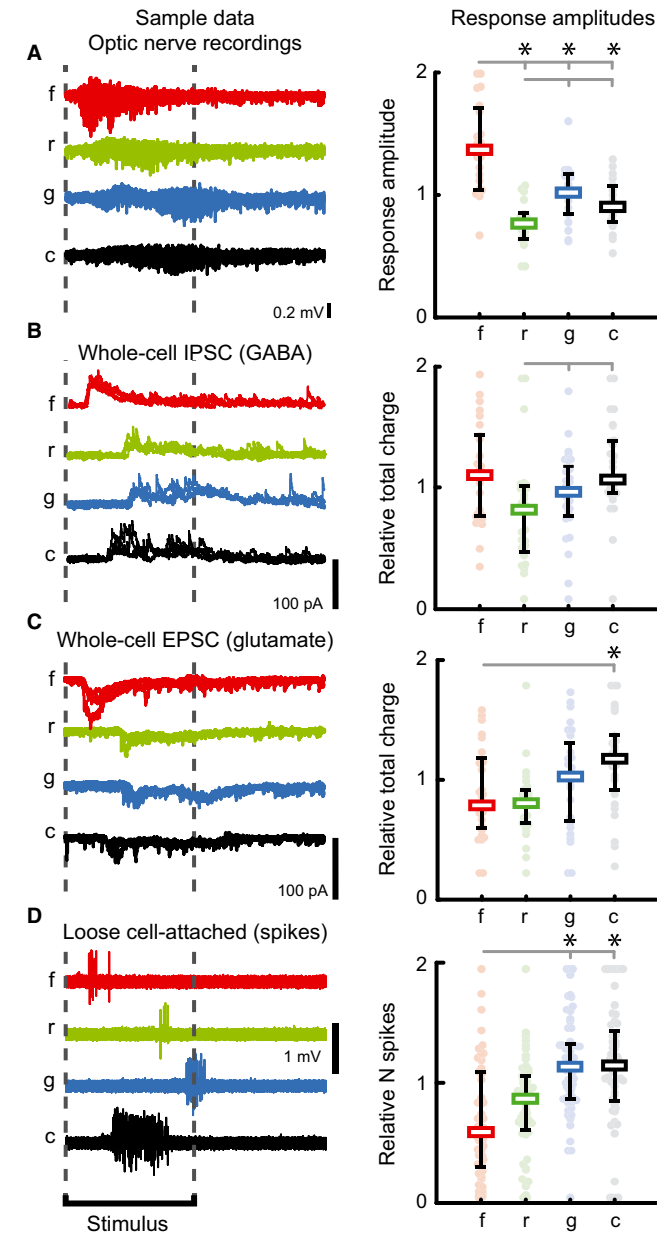 Sample data
Optic nerve recordings
Response amplitudes
A
f
r
g
c
0.2 mV
* * *
2
1
0
Response amplitude
f r g c
B
Whole-cell IPSC (GABA)
f
r
g
c
100 pA
2
1
0
Relative total charge
f r g c
C
Whole-cell EPSC (glutamate)
f
r
g
c
100 pA
*
2
1
0
Relative total charge
f r g c
D
Loose cell-attached (spikes)
f
r
g
c
1 mV
Stimulus
* *
2
1
0
Relative N spikes
f r g c